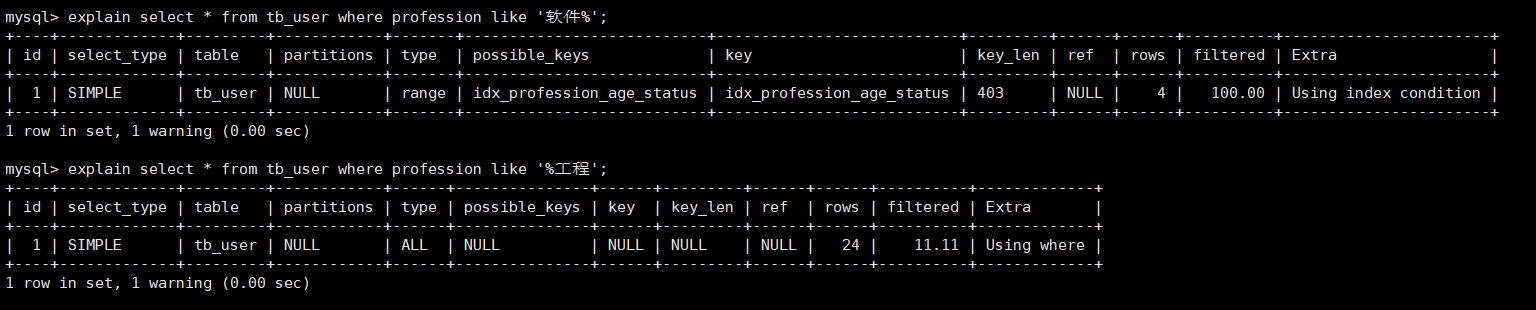 mysql> explain select * from tb_user where profession like '软件%';
+----+-------------+---------+------------+-------+---------------------------+---------------------------+---------+------+------+----------+-----------------------+
| id | select_type | table   | partitions | type  | possible_keys             | key                       | key_len | ref  | rows | filtered | Extra                 |
+----+-------------+---------+------------+-------+---------------------------+---------------------------+---------+------+------+----------+-----------------------+
|  1 | SIMPLE      | tb_user | NULL       | range | idx_profession_age_status | idx_profession_age_status | 403     | NULL |    4 |   100.00 | Using index condition |
+----+-------------+---------+------------+-------+---------------------------+---------------------------+---------+------+------+----------+-----------------------+
1 row in set, 1 warning (0.00 sec)

mysql> explain select * from tb_user where profession like '%工程';
+----+-------------+---------+------------+------+---------------+------+---------+------+------+----------+-------------+
| id | select_type | table   | partitions | type | possible_keys | key  | key_len | ref  | rows | filtered | Extra       |
+----+-------------+---------+------------+------+---------------+------+---------+------+------+----------+-------------+
|  1 | SIMPLE      | tb_user | NULL       | ALL  | NULL          | NULL | NULL    | NULL |   24 |    11.11 | Using where |
+----+-------------+---------+------------+------+---------------+------+---------+------+------+----------+-------------+
1 row in set, 1 warning (0.00 sec)